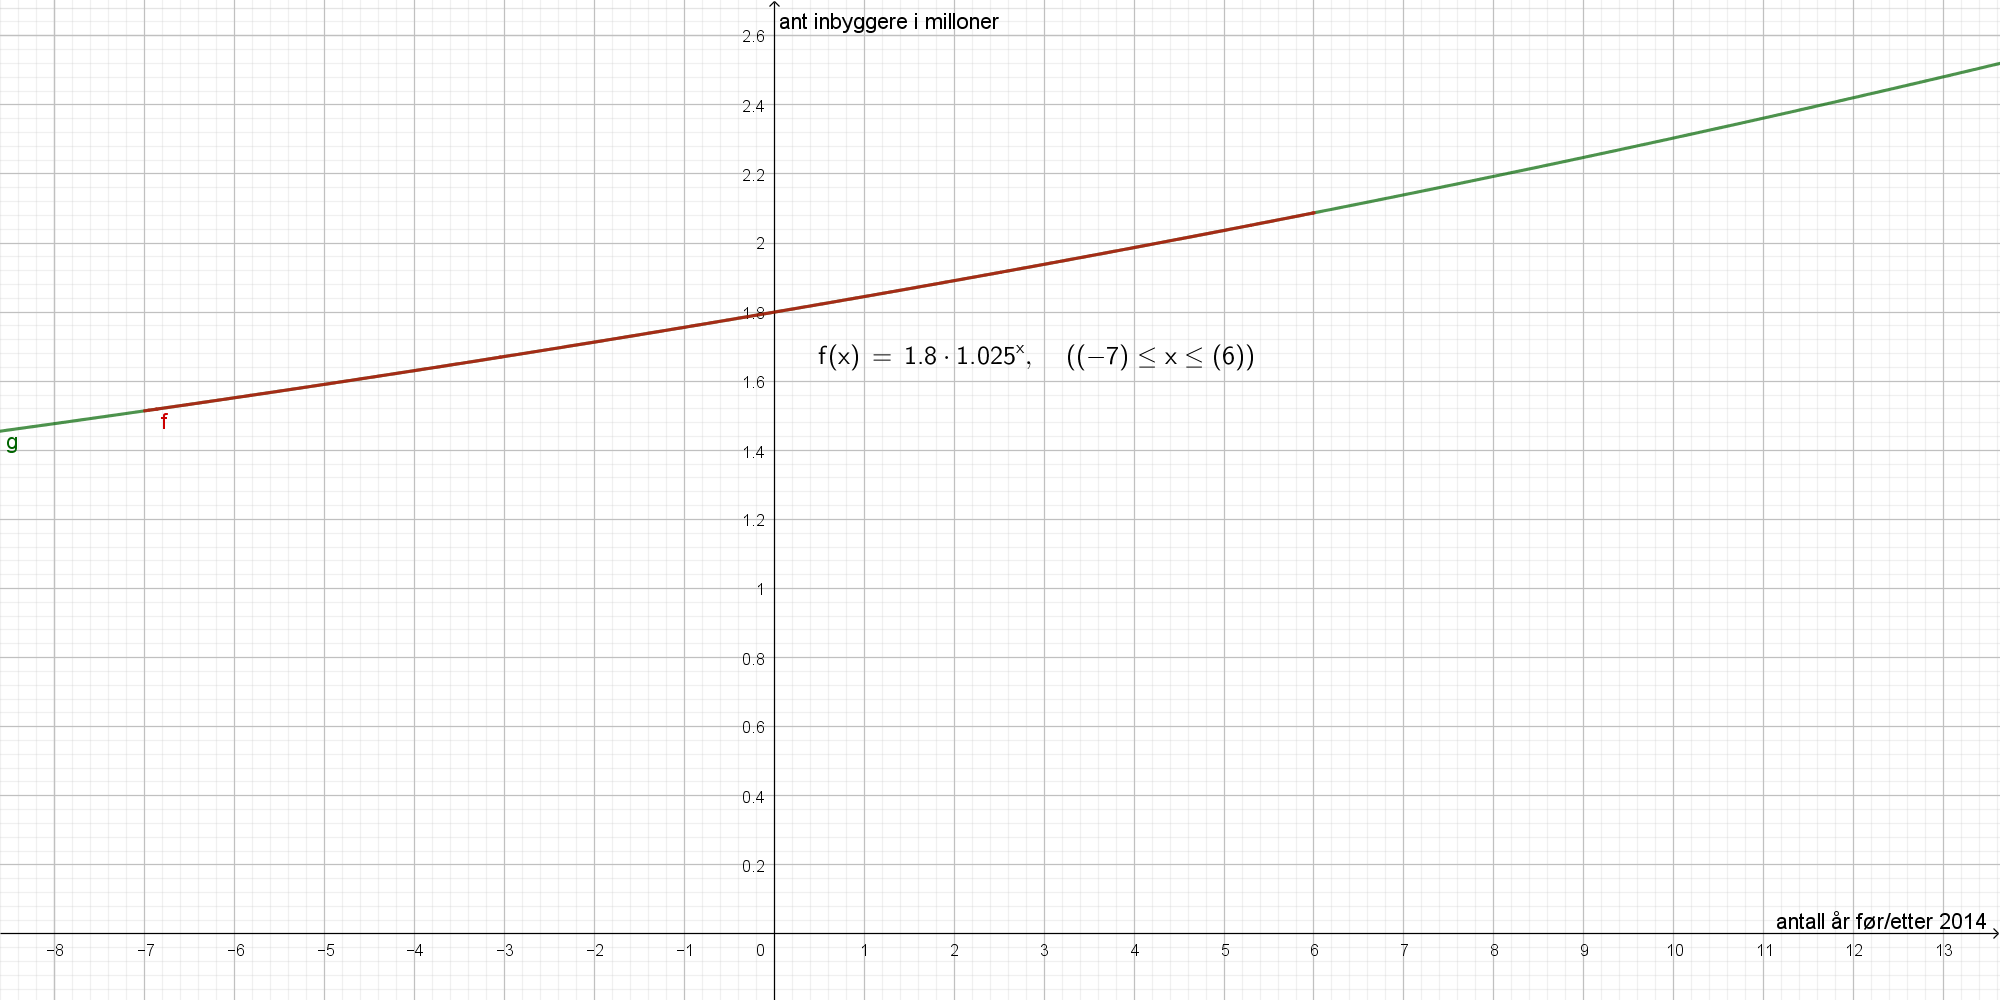 ant inbyggere i milloner
2.6
2.4
2.2
2
1.8
f(x) = 1.8 · 1.025ˣ, ((−7) ≤ x ≤ (6))
1.6
f
g
1.4
1.2
1
0.8
0.6
0.4
0.2
antall år før/etter 2014
−8 −7 −6 −5 −4 −3 −2 −1 0 1 2 3 4 5 6 7 8 9 10 11 12 13